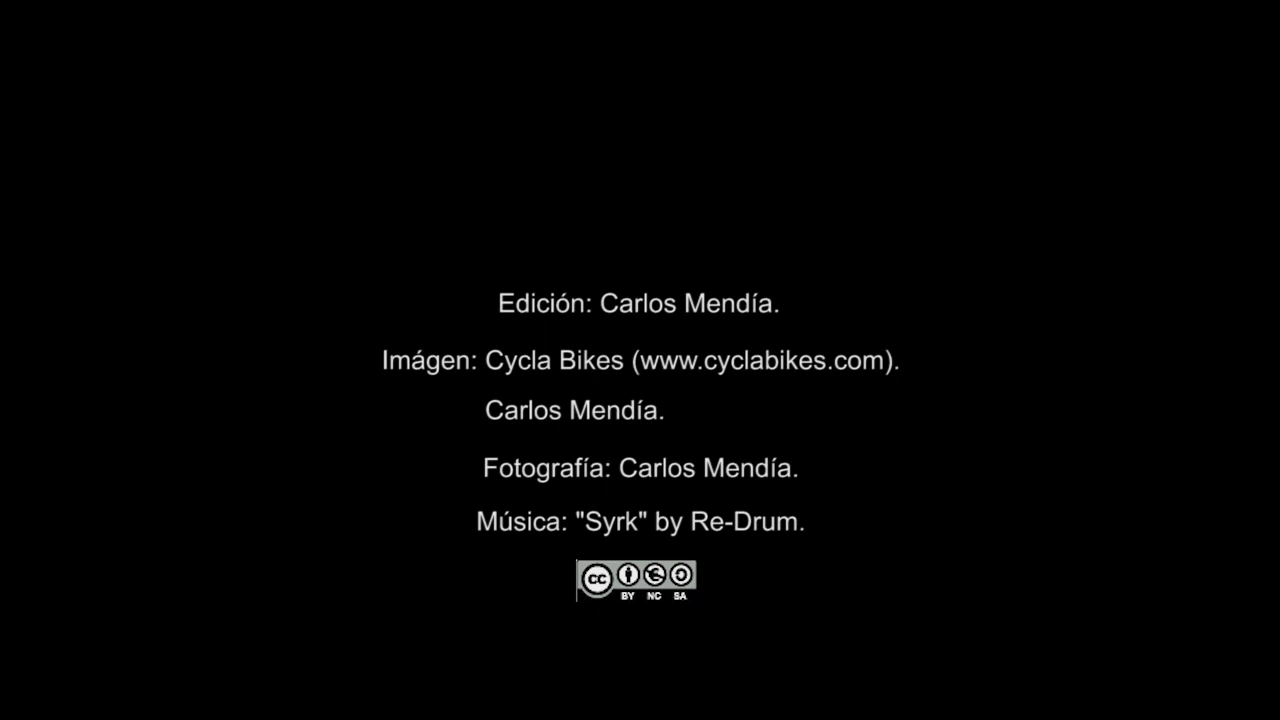 Edición: Carlos Mendía.
Imágen: Cycla Bikes (www.cyclabikes.com).
Carlos Mendía.
Fotografía: Carlos Mendía.
Música: "Syrk" by Re-Drum.
cc
BY NC SA